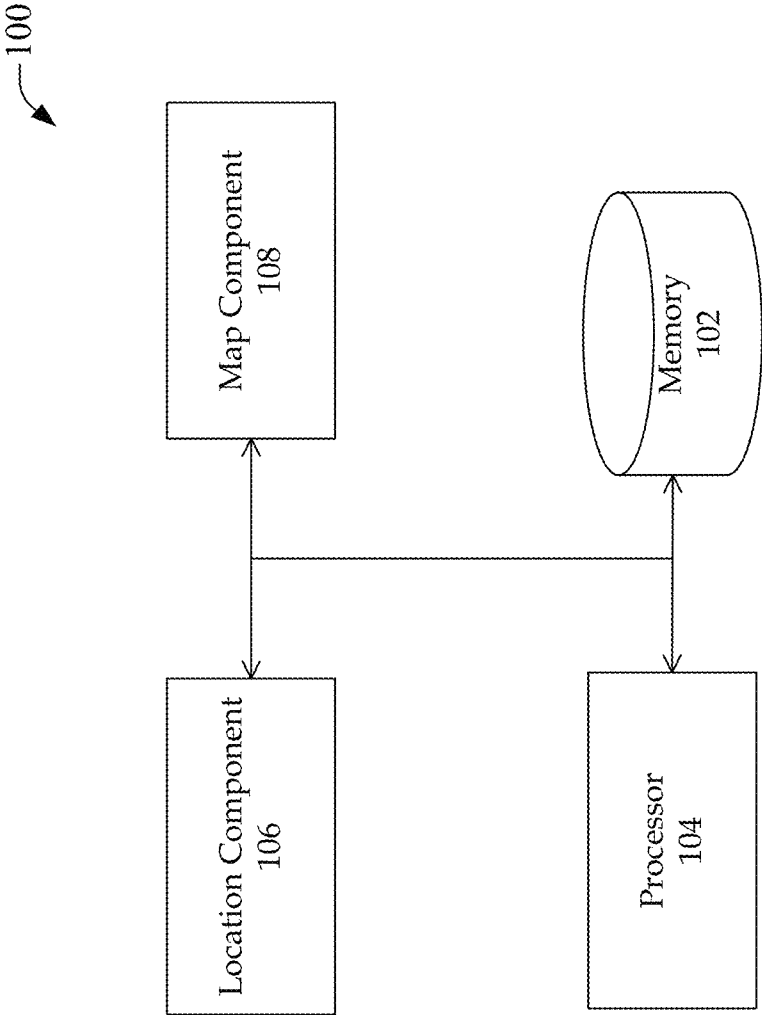 100
Location Component
106
Map Component
108
Processor
104
Memory
102